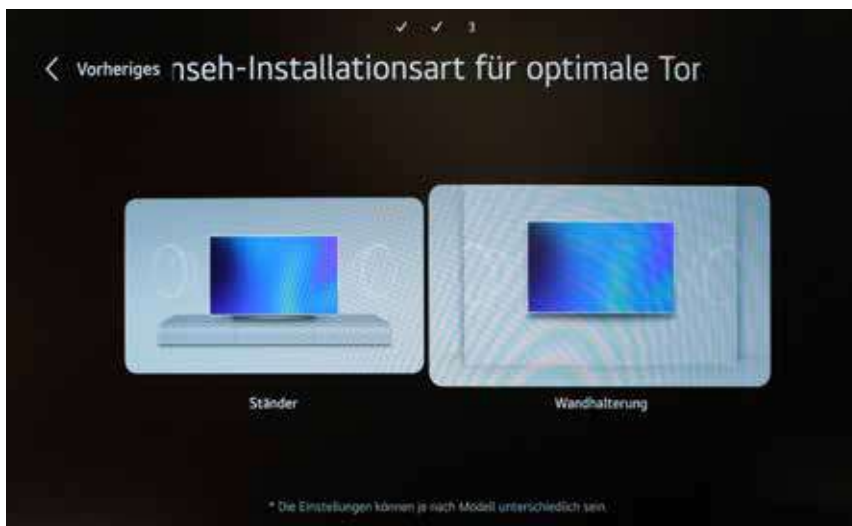 ✓ ✓ 3
Vorheriges
nseh-Installationsart für optimale Tor
Ständer
Wandhalterung
* Die Einstellungen können je nach Modell unterschiedlich sein.